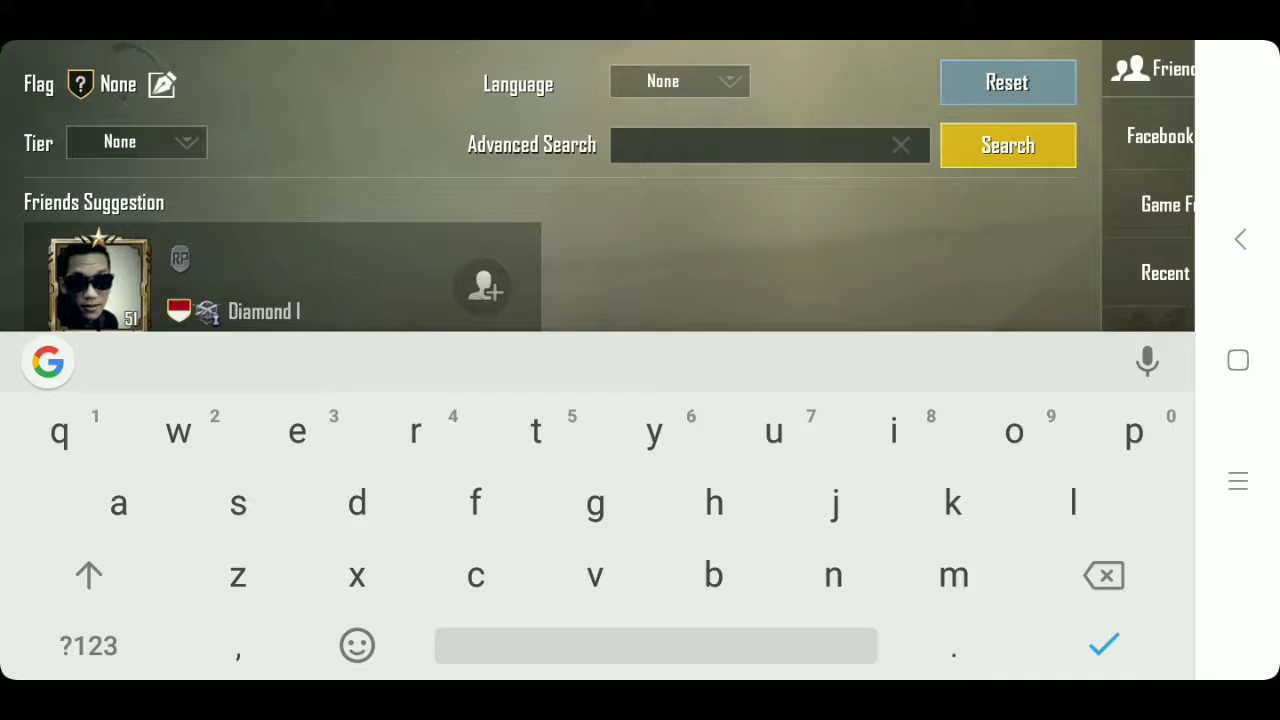 Flag ? None
Language None
Reset
Friend
Tier None
Advanced Search
Search
Facebook
Friends Suggestion
Game Fr
RP
Recent
51
Diamond I
G
q 1 w 2 e 3 r 4 t 5 y 6 u 7 i 8 o 9 p 0
a s d f g h j k l
z x c v b n m
?123 , .